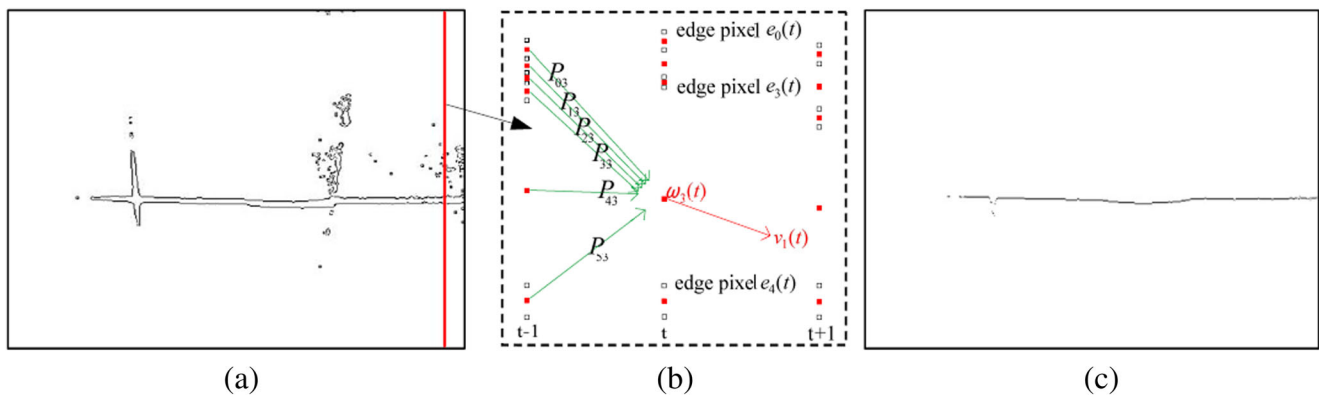 edge pixel e₀(t)
P₀₃
edge pixel e₃(t)
P₁₃
P₂₃
P₃₃
ω₃(t)
P₄₃
v₁(t)
P₅₃
edge pixel e₄(t)
t-1 t t+1
(a) (b) (c)